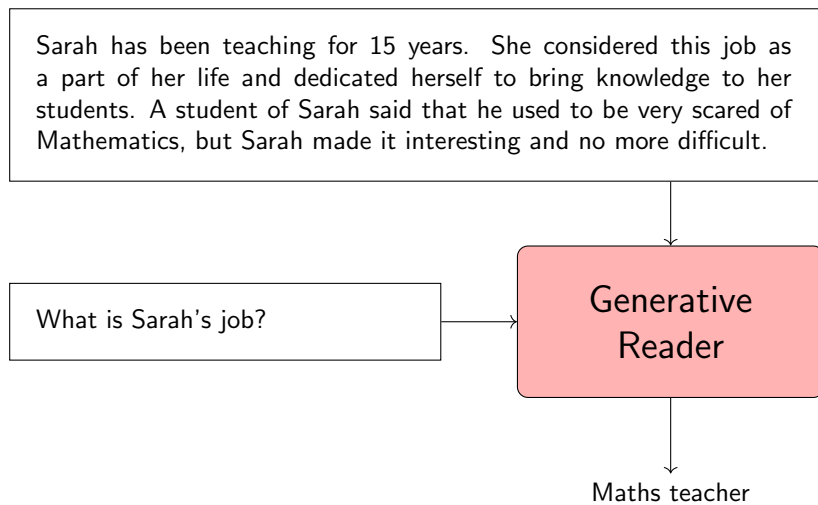 Sarah has been teaching for 15 years. She considered this job as
a part of her life and dedicated herself to bring knowledge to her
students. A student of Sarah said that he used to be very scared of
Mathematics, but Sarah made it interesting and no more difficult.
What is Sarah's job?
Generative
Reader
Maths teacher